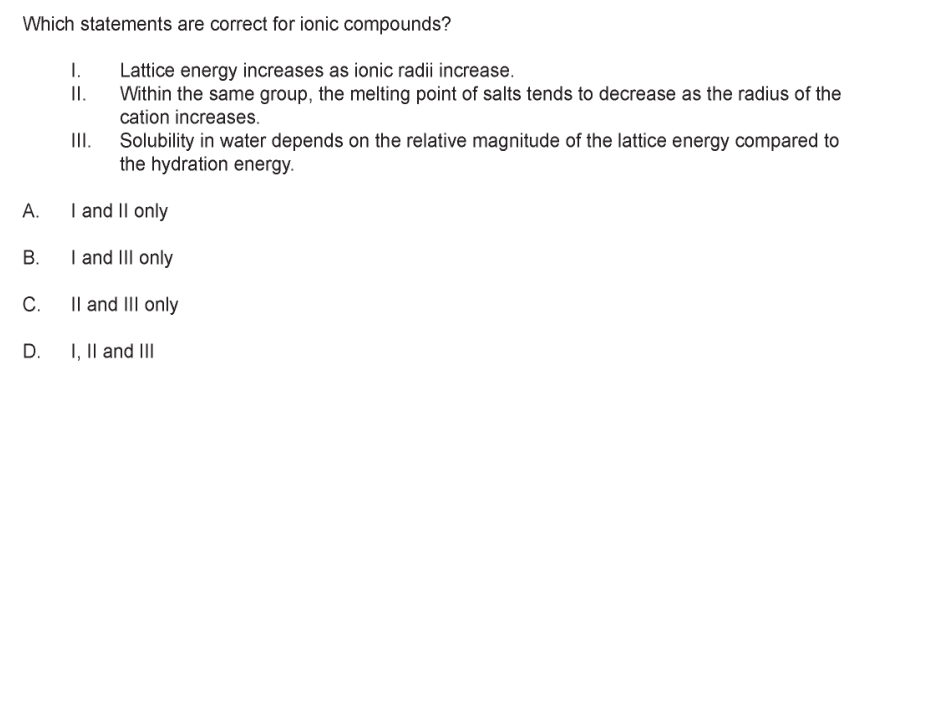 Which statements are correct for ionic compounds?
I. Lattice energy increases as ionic radii increase.
II. Within the same group, the melting point of salts tends to decrease as the radius of the
cation increases.
III. Solubility in water depends on the relative magnitude of the lattice energy compared to
the hydration energy.
A. I and II only
B. I and III only
C. II and III only
D. I, II and III